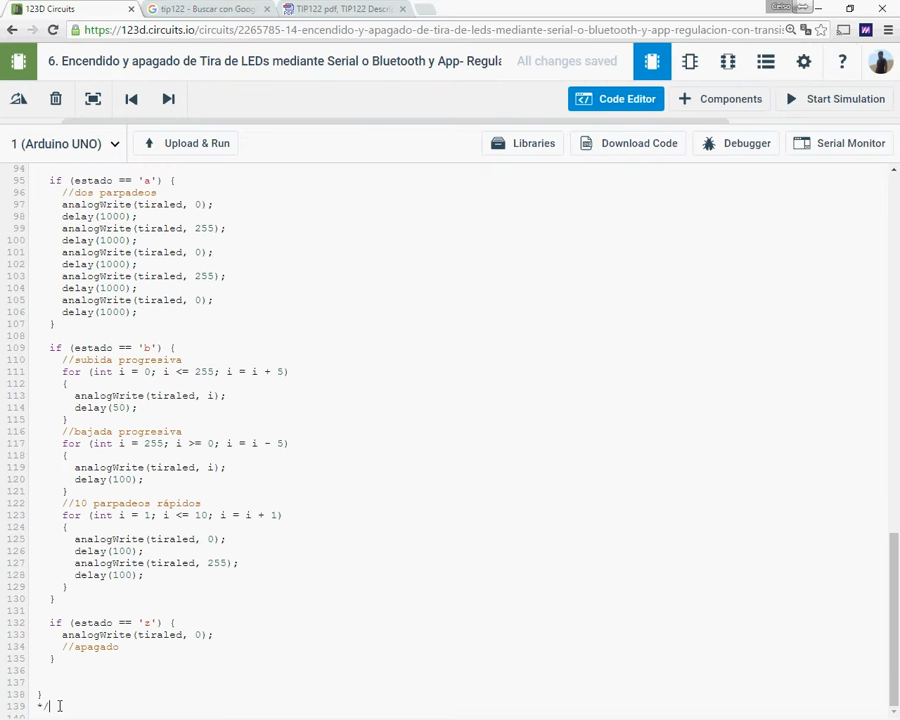 123D Circuits
tip122 - Buscar con Goog
TIP122 pdf, TIP122 Descri
Celso
https://123d.circuits.io/circuits/2265785-14-encendido-y-apagado-de-tira-de-leds-mediante-serial-o-bluetooth-y-app-regulacion-con-transis
6. Encendido y apagado de Tira de LEDs mediante Serial o Bluetooth y App- Regula
All changes saved
?
Code Editor
Components
Start Simulation
1 (Arduino UNO)
Upload & Run
Libraries
Download Code
Debugger
Serial Monitor
94
95 if (estado == 'a') {
96 //dos parpadeos
97 analogWrite(tiraled, 0);
98 delay(1000);
99 analogWrite(tiraled, 255);
100 delay(1000);
101 analogWrite(tiraled, 0);
102 delay(1000);
103 analogWrite(tiraled, 255);
104 delay(1000);
105 analogWrite(tiraled, 0);
106 delay(1000);
107 }
108
109 if (estado == 'b') {
110 //subida progresiva
111 for (int i = 0; i <= 255; i = i + 5)
112 {
113 analogWrite(tiraled, i);
114 delay(50);
115 }
116 //bajada progresiva
117 for (int i = 255; i >= 0; i = i - 5)
118 {
119 analogWrite(tiraled, i);
120 delay(100);
121 }
122 //10 parpadeos rápidos
123 for (int i = 1; i <= 10; i = i + 1)
124 {
125 analogWrite(tiraled, 0);
126 delay(100);
127 analogWrite(tiraled, 255);
128 delay(100);
129 }
130 }
131
132 if (estado == 'z') {
133 analogWrite(tiraled, 0);
134 //apagado
135 }
136
137
138 }
139 */
140